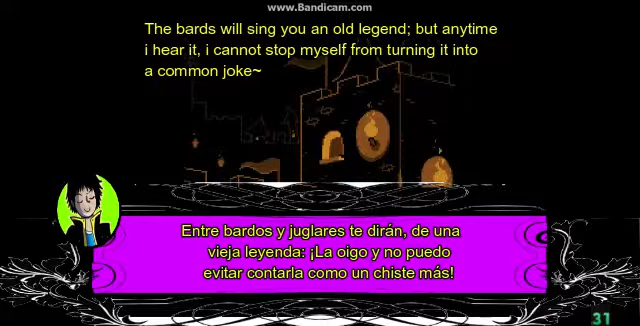 www.Bandicam.com
The bards will sing you an old legend; but anytime
i hear it, i cannot stop myself from turning it into
a common joke~
Entre bardos y juglares te dirán, de una
vieja leyenda: ¡La oigo y no puedo
evitar contarla como un chiste más!
31